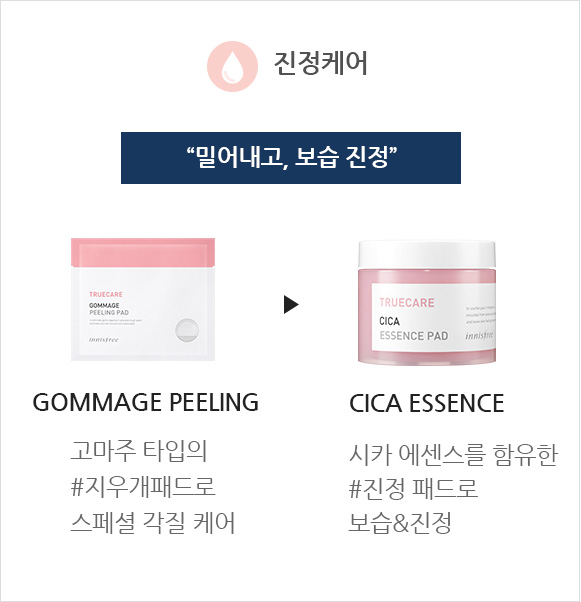 진정케어
“밀어내고, 보습 진정”
TRUECARE
GOMMAGE
PEELING PAD
innisfree
TRUECARE
CICA
ESSENCE PAD
innisfree
GOMMAGE PEELING
고마주 타입의
#지우개패드로
스페셜 각질 케어
CICA ESSENCE
시카 에센스를 함유한
#진정 패드로
보습&진정